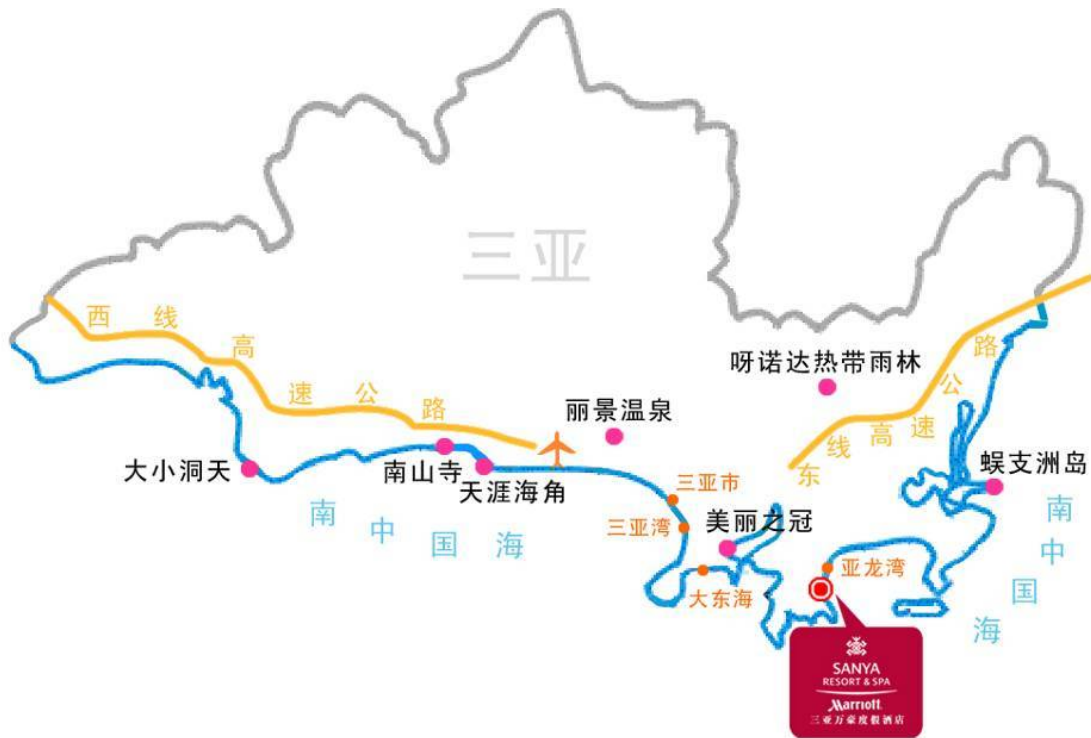 三亚
西线高速公路
呀诺达热带雨林
东线高速公路
丽景温泉
大小洞天
南山寺
天涯海角
蜈支洲岛
三亚市
三亚湾
美丽之冠
南中国海
南中国海
亚龙湾
大东海
SANYA
RESORT & SPA
Marriott
三亚万豪度假酒店